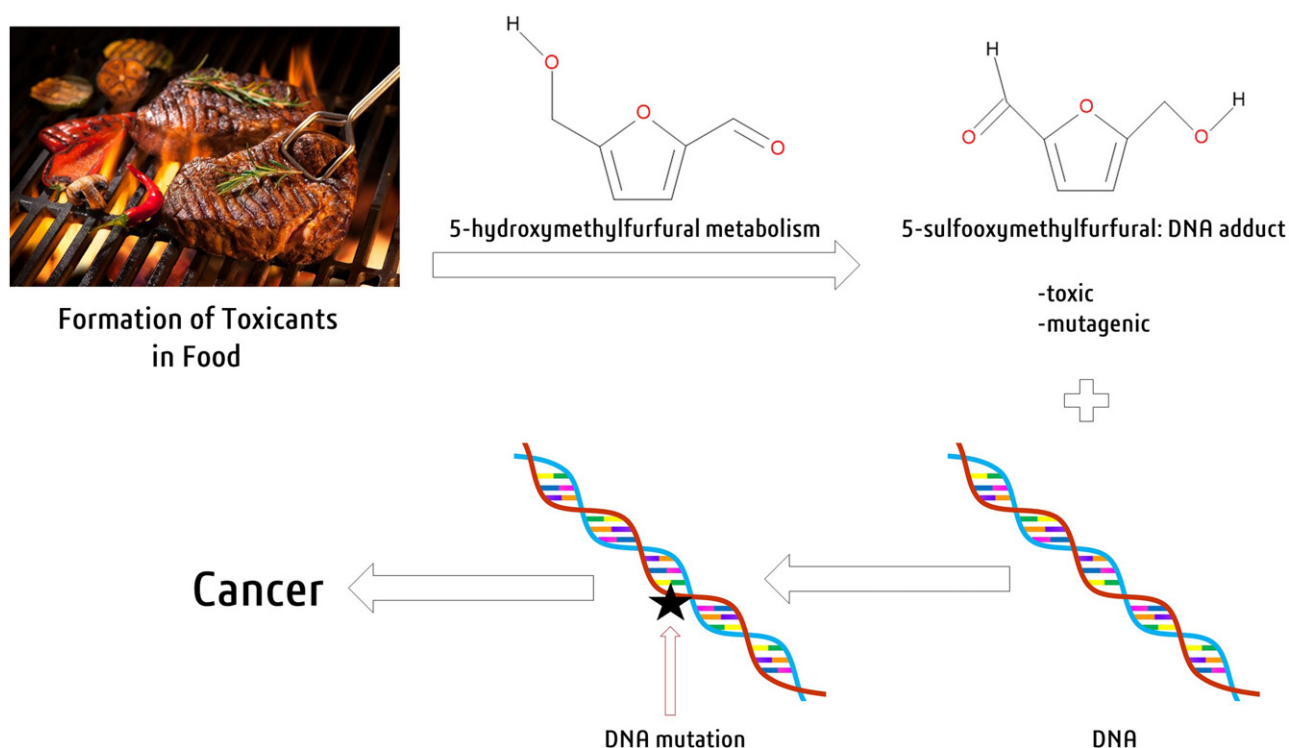 H
O
O
O
5-hydroxymethylfurfural metabolism
H
O
O
O
H
5-sulfooxymethylfurfural: DNA adduct
-toxic
-mutagenic
Formation of Toxicants
in Food
Cancer
DNA mutation
DNA